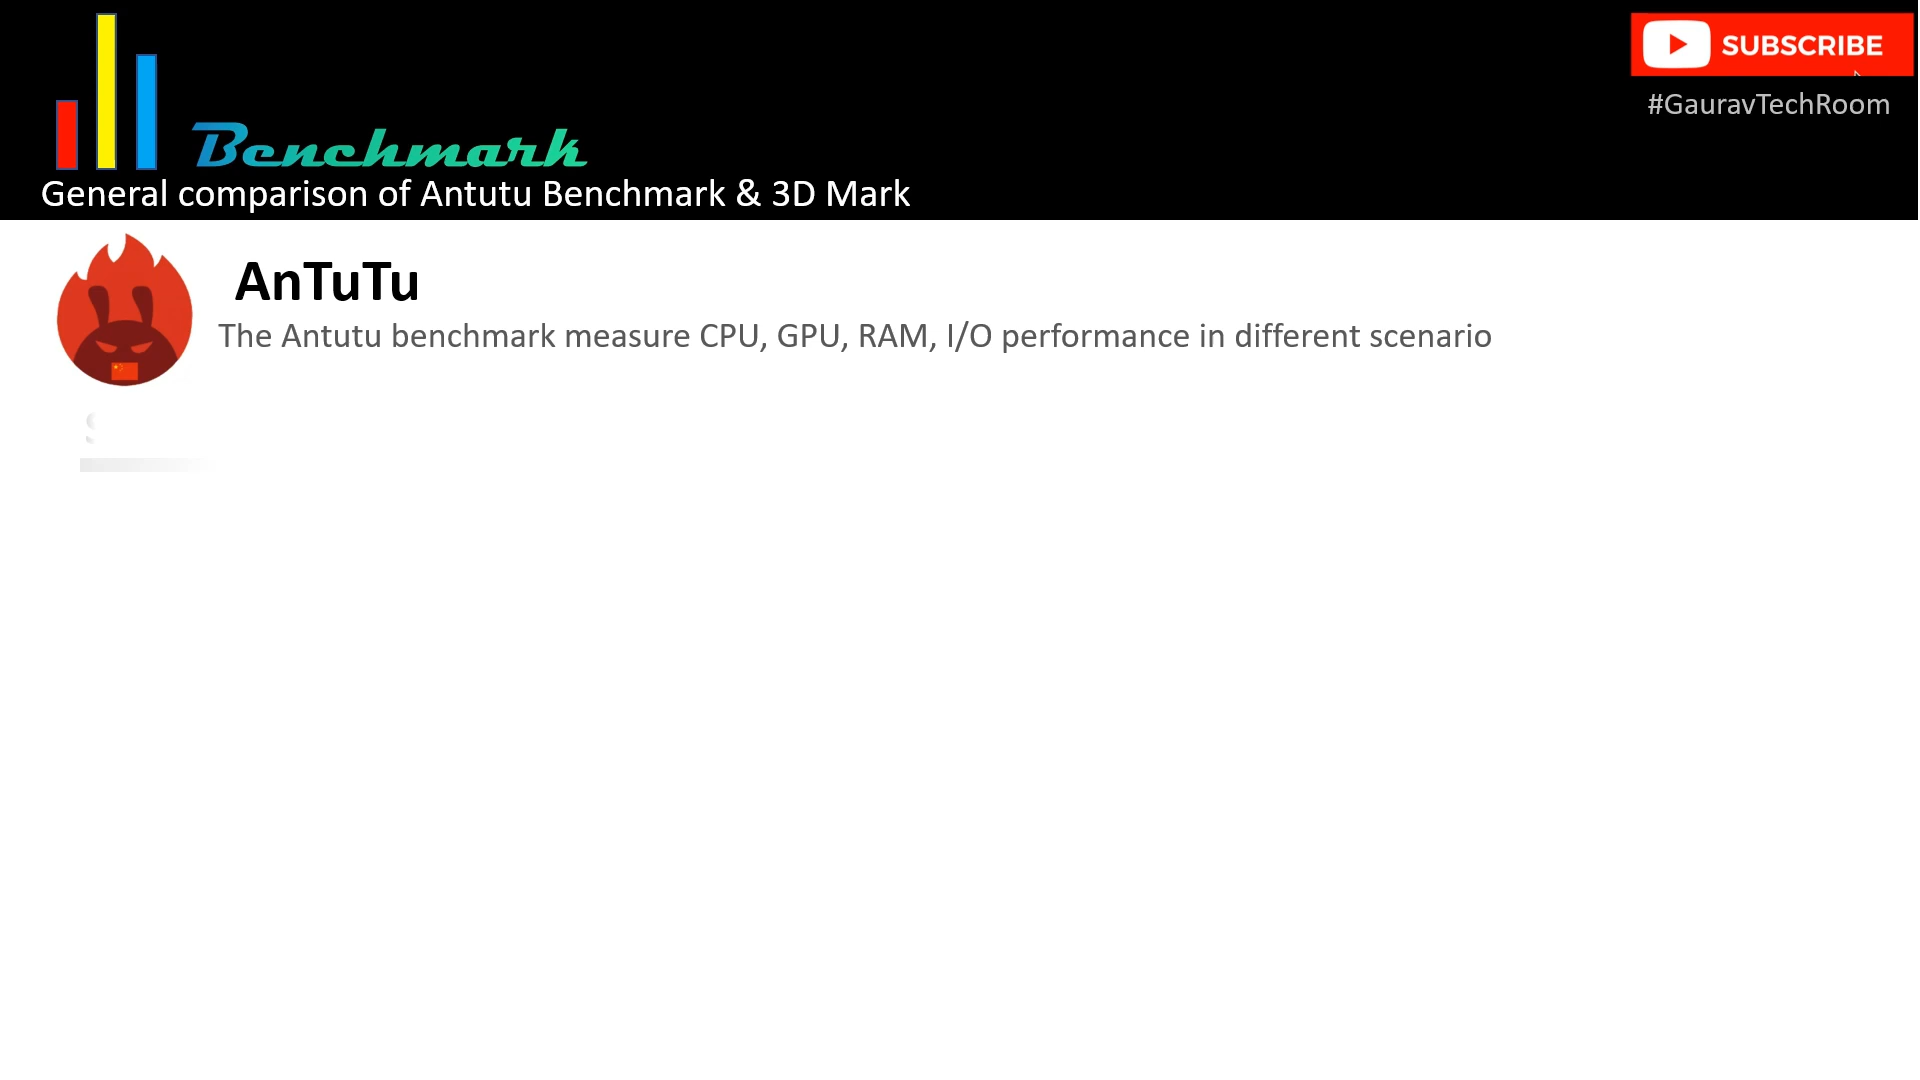 SUBSCRIBE
#GauravTechRoom
Benchmark
General comparison of Antutu Benchmark & 3D Mark
AnTuTu
The Antutu benchmark measure CPU, GPU, RAM, I/O performance in different scenario